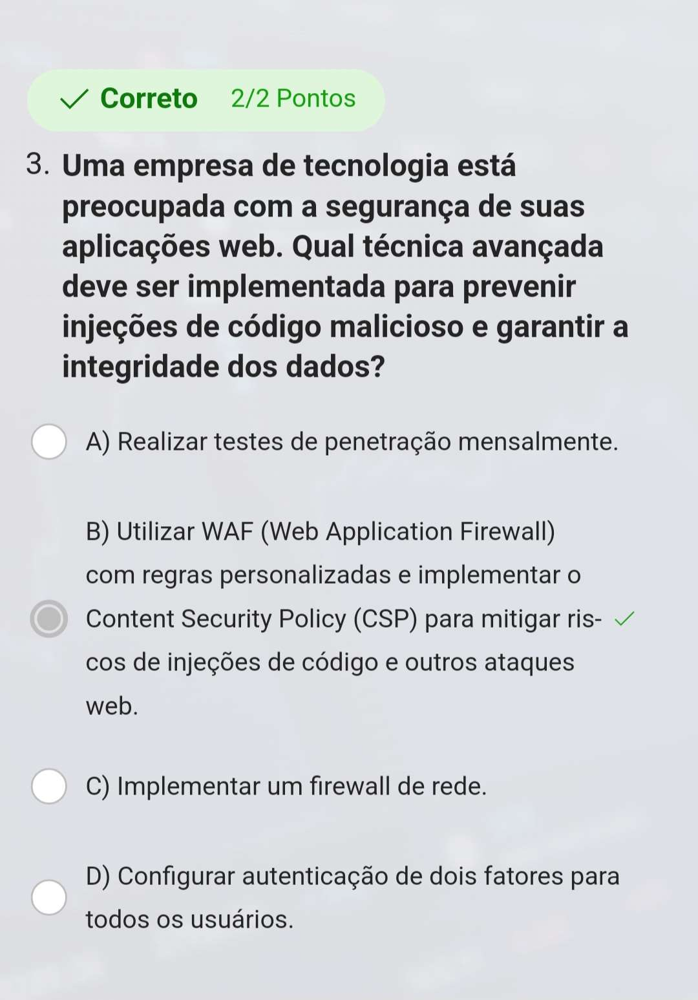 Correto 2/2 Pontos
3. Uma empresa de tecnologia está
preocupada com a segurança de suas
aplicações web. Qual técnica avançada
deve ser implementada para prevenir
injeções de código malicioso e garantir a
integridade dos dados?
A) Realizar testes de penetração mensalmente.
B) Utilizar WAF (Web Application Firewall)
com regras personalizadas e implementar o
Content Security Policy (CSP) para mitigar ris-
cos de injeções de código e outros ataques
web.
C) Implementar um firewall de rede.
D) Configurar autenticação de dois fatores para
todos os usuários.